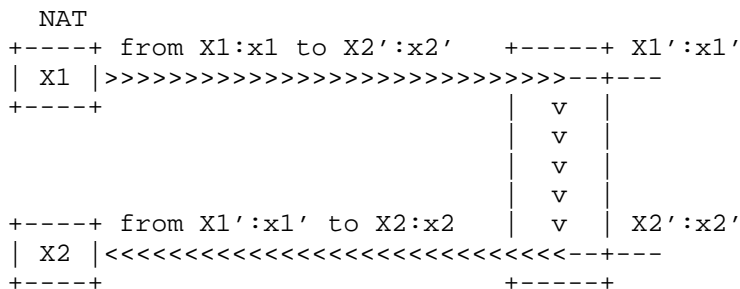 NAT
+----+ from X1:x1 to X2':x2' +-----+ X1':x1'
| X1 |>>>>>>>>>>>>>>>>>>>>>>>>>>>>>--+---
+----+ | v |
| v |
| v |
| v |
+----+ from X1':x1' to X2:x2 | v | X2':x2'
| X2 |<<<<<<<<<<<<<<<<<<<<<<<<<<<<<--+---
+----+ +-----+